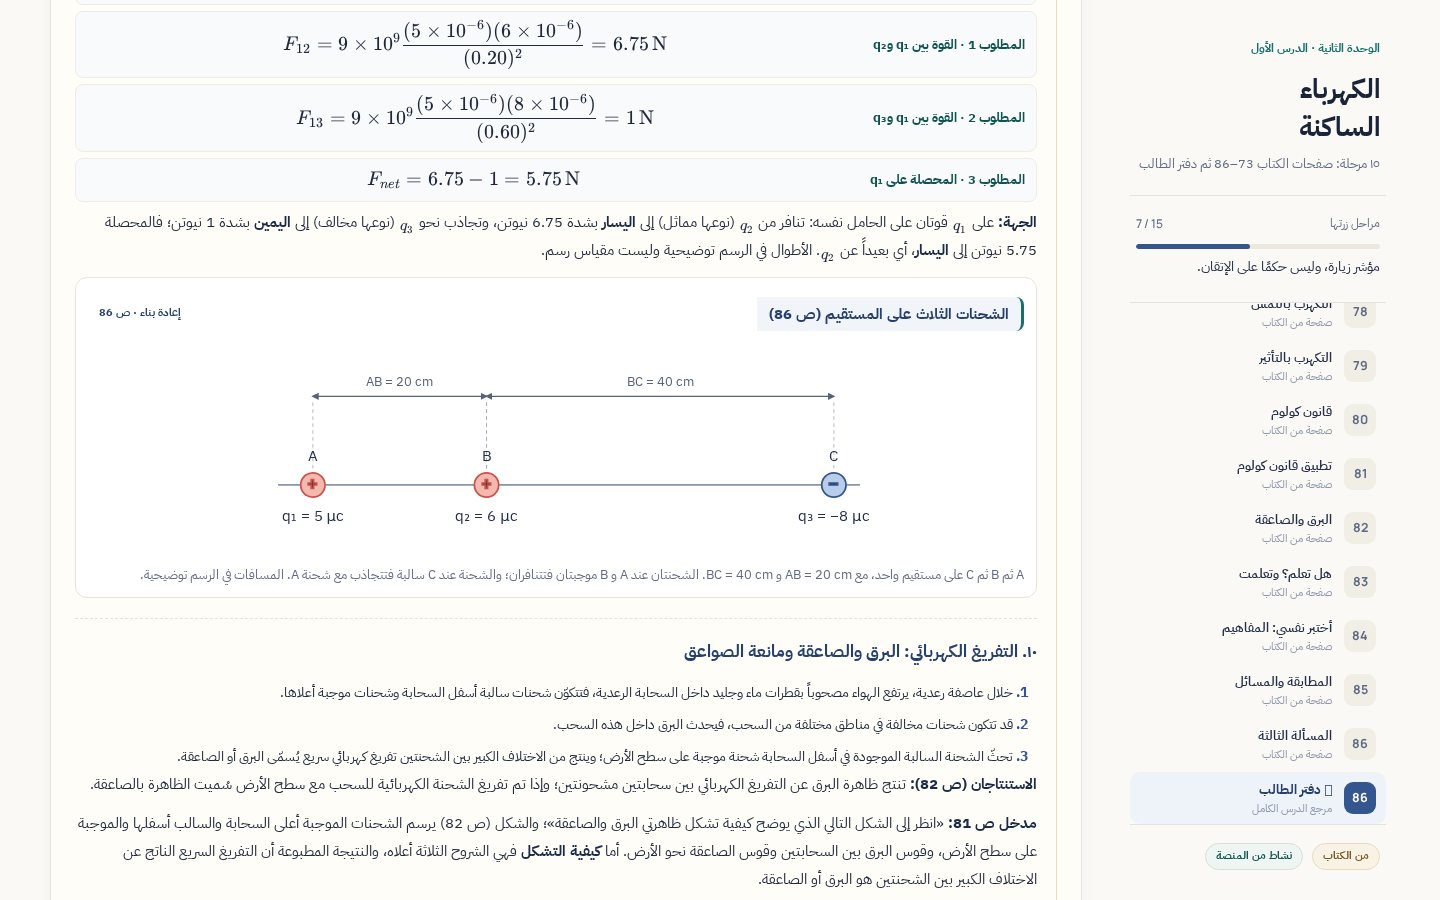 الوحدة الثانية · الدرس الأول
الكهرباء
الساكنة
١٥ مرحلة: صفحات الكتاب 73–86 ثم دفتر الطالب
مراحل زرتها
7 / 15
مؤشر زيارة، وليس حكمًا على الإتقان.
78
التكهرب باللمس
صفحة من الكتاب
79
التكهرب بالتأثير
صفحة من الكتاب
80
قانون كولوم
صفحة من الكتاب
81
تطبيق قانون كولوم
صفحة من الكتاب
82
البرق والصاعقة
صفحة من الكتاب
83
هل تعلم؟ وتعلمت
صفحة من الكتاب
84
أختبر نفسي: المفاهيم
صفحة من الكتاب
85
المطابقة والمسائل
صفحة من الكتاب
86
المسألة الثالثة
صفحة من الكتاب
86
دفتر الطالب
مرجع الدرس الكامل
من الكتاب
نشاط من المنصة
المطلوب 1 · القوة بين q₁ وq₂
F₁₂ = 9 × 10⁹ (5 × 10⁻⁶)(6 × 10⁻⁶) / (0.20)² = 6.75 N
المطلوب 2 · القوة بين q₁ وq₃
F₁₃ = 9 × 10⁹ (5 × 10⁻⁶)(8 × 10⁻⁶) / (0.60)² = 1 N
المطلوب 3 · المحصلة على q₁
F_net = 6.75 − 1 = 5.75 N
الجهة: على q₁ قوتان على الحامل نفسه: تنافر من q₂ (نوعها مماثل) إلى اليسار بشدة 6.75 نيوتن، وتجاذب نحو q₃ (نوعها مخالف) إلى اليمين بشدة 1 نيوتن؛ فالمحصلة
5.75 نيوتن إلى اليسار، أي بعيداً عن q₂. الأطوال في الرسم توضيحية وليست مقياس رسم.
الشحنات الثلاث على المستقيم (ص 86)
إعادة بناء · ص 86
AB = 20 cm
BC = 40 cm
A
B
C
q₁ = 5 µc
q₂ = 6 µc
q₃ = −8 µc
A ثم B ثم C على مستقيم واحد، مع AB = 20 cm و BC = 40 cm. الشحنتان عند A و B موجبتان فتتنافران؛ والشحنة عند C سالبة فتتجاذب مع شحنة A. المسافات في الرسم توضيحية.
١٠. التفريغ الكهربائي: البرق والصاعقة ومانعة الصواعق
1. خلال عاصفة رعدية، يرتفع الهواء مصحوباً بقطرات ماء وجليد داخل السحابة الرعدية، فتتكوّن شحنات سالبة أسفل السحابة وشحنات موجبة أعلاها.
2. قد تتكون شحنات مخالفة في مناطق مختلفة من السحب، فيحدث البرق داخل هذه السحب.
3. تحثّ الشحنة السالبة الموجودة في أسفل السحابة شحنة موجبة على سطح الأرض؛ وينتج من الاختلاف الكبير بين الشحنتين تفريغ كهربائي سريع يُسمّى البرق أو الصاعقة.
الاستنتاجان (ص 82): تنتج ظاهرة البرق عن التفريغ الكهربائي بين سحابتين مشحونتين؛ وإذا تم تفريغ الشحنة الكهربائية للسحب مع سطح الأرض سُميت الظاهرة بالصاعقة.
مدخل ص 81: «انظر إلى الشكل التالي الذي يوضح كيفية تشكل ظاهرتي البرق والصاعقة»؛ والشكل (ص 82) يرسم الشحنات الموجبة أعلى السحابة والسالب أسفلها والموجبة
على سطح الأرض، وقوس البرق بين السحابتين وقوس الصاعقة نحو الأرض. أما كيفية التشكل فهي الشروح الثلاثة أعلاه، والنتيجة المطبوعة أن التفريغ السريع الناتج عن
الاختلاف الكبير بين الشحنتين هو البرق أو الصاعقة.